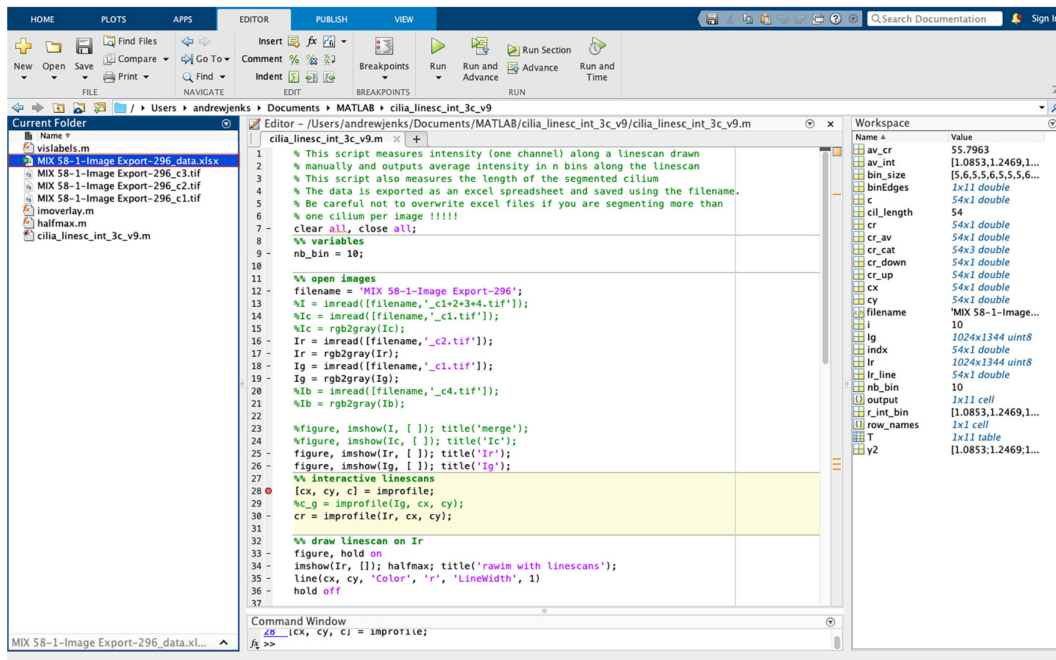 HOME PLOTS APPS EDITOR PUBLISH VIEW Search Documentation Sign In
New Open Save Find Files Compare Print Go To Find Insert fx Comment % Indent Breakpoints Run Run and Advance Run Section Advance Run and Time
FILE NAVIGATE EDIT BREAKPOINTS RUN
/ Users andrewjenks Documents MATLAB cilia_linesc_int_3c_v9
Current Folder
Name
vislabels.m
MIX 58-1-Image Export-296_data.xlsx
MIX 58-1-Image Export-296_c3.tif
MIX 58-1-Image Export-296_c2.tif
MIX 58-1-Image Export-296_c1.tif
imoverlay.m
halfmax.m
cilia_linesc_int_3c_v9.m
MIX 58-1-Image Export-296_data.xl...
Editor - /Users/andrewjenks/Documents/MATLAB/cilia_linesc_int_3c_v9/cilia_linesc_int_3c_v9.m
cilia_linesc_int_3c_v9.m × +
1 % This script measures intensity (one channel) along a linescan drawn
2 % manually and outputs average intensity in n bins along the linescan
3 % This script also measures the length of the segmented cilium
4 % The data is exported as an excel spreadsheet and saved using the filename.
5 % Be careful not to overwrite excel files if you are segmenting more than
6 % one cilium per image !!!!!
7 - clear all, close all;
8 %% variables
9 - nb_bin = 10;
10
11 %% open images
12 - filename = 'MIX 58-1-Image Export-296';
13 %I = imread([filename,'_c1+2+3+4.tif']);
14 %Ic = imread([filename,'_c1.tif']);
15 %Ic = rgb2gray(Ic);
16 - Ir = imread([filename,'_c2.tif']);
17 - Ir = rgb2gray(Ir);
18 - Ig = imread([filename,'_c1.tif']);
19 - Ig = rgb2gray(Ig);
20 %Ib = imread([filename,'_c4.tif']);
21 %Ib = rgb2gray(Ib);
22
23 %figure, imshow(I, [ ]); title('merge');
24 %figure, imshow(Ic, [ ]); title('Ic');
25 - figure, imshow(Ir, [ ]); title('Ir');
26 - figure, imshow(Ig, [ ]); title('Ig');
27 %% interactive linescans
28 [cx, cy, c] = improfile;
29 %c_g = improfile(Ig, cx, cy);
30 - cr = improfile(Ir, cx, cy);
31
32 %% draw linescan on Ir
33 - figure, hold on
34 - imshow(Ir, []); halfmax; title('rawim with linescans');
35 - line(cx, cy, 'Color', 'r', 'LineWidth', 1)
36 - hold off
37
Command Window
28 [cx, cy, c] = improfile;
fx >>
Workspace
Name Value
av_cr 55.7963
av_int [1.0853,1.2469,1...
bin_size [5,6,5,5,6,5,5,5,6...
binEdges 1x11 double
c 54x1 double
cil_length 54
cr 54x1 double
cr_av 54x1 double
cr_cat 54x3 double
cr_down 54x1 double
cr_up 54x1 double
cx 54x1 double
cy 54x1 double
filename 'MIX 58-1-Image...
i 10
Ig 1024x1344 uint8
indx 54x1 double
Ir 1024x1344 uint8
Ir_line 54x1 double
nb_bin 10
output 1x11 cell
r_int_bin [1.0853,1.2469,1...
row_names 1x1 cell
T 1x11 table
y2 [1.0853;1.2469;1...